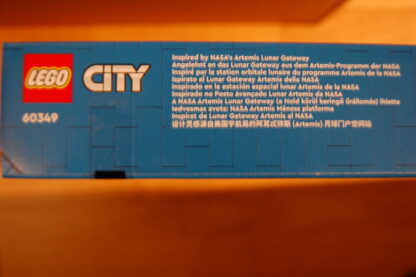 LEGO CITY
60349
Inspired by NASA's Artemis Lunar Gateway
Angelehnt an das Lunar Gateway aus dem Artemis-Programm der NASA
Inspiré par la station orbitale lunaire du programme Artemis de la NASA
Ispirato al Lunar Gateway Artemis della NASA
Inspirado en la estación espacial lunar Artemis de la NASA
Inspirado no Posto Avançado Lunar Artemis da NASA
A NASA Artemis Lunar Gateway (a Hold körül keringő űrállomás) ihlette
Iedvesmas avots: NASA Artemis Mēness platforma
Inspirat de Lunar Gateway Artemis al NASA
设计灵感源自美国宇航局的阿耳忒弥斯 (Artemis) 月球门户空间站